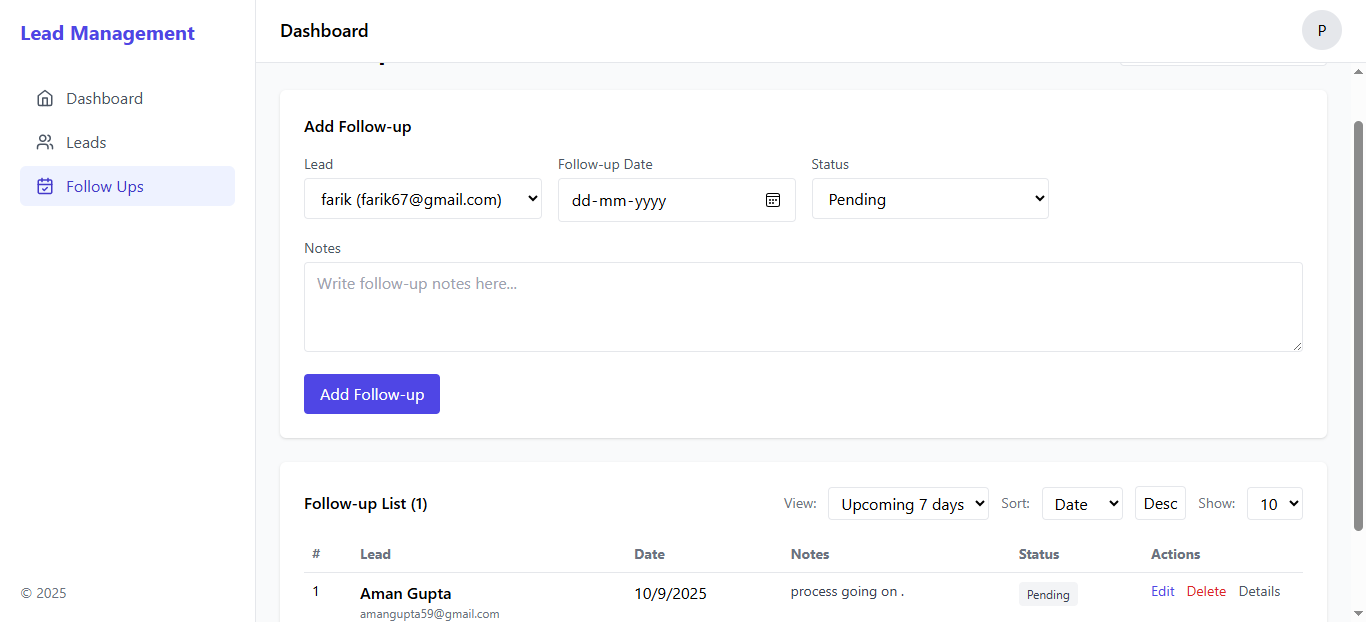 Lead Management
Dashboard
P
Dashboard
Leads
Follow Ups
Add Follow-up
Lead Follow-up Date Status
farik (farik67@gmail.com) dd-mm-yyyy Pending
Notes
Write follow-up notes here...
Add Follow-up
Follow-up List (1) View: Upcoming 7 days Sort: Date Desc Show: 10
# Lead Date Notes Status Actions
1 Aman Gupta 10/9/2025 process going on . Pending Edit Delete Details
amangupta59@gmail.com
© 2025